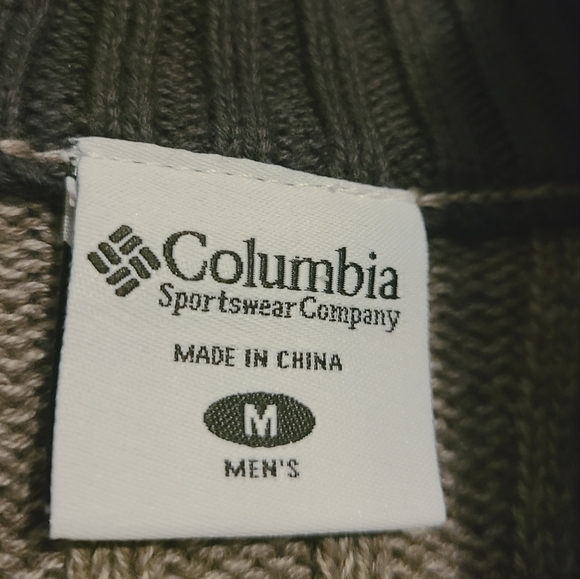 Columbia
Sportswear Company
MADE IN CHINA
M
MEN'S